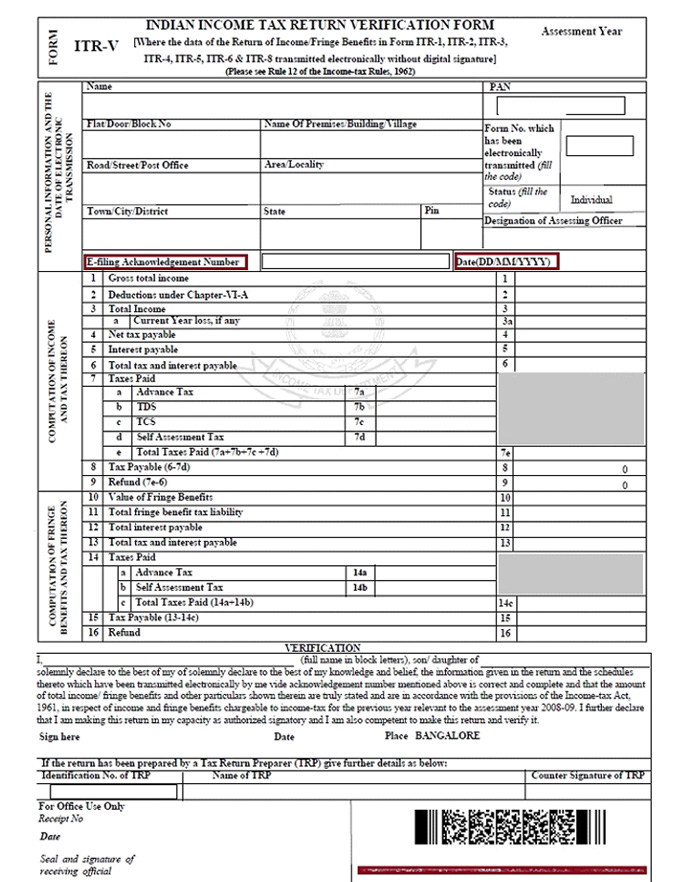 INDIAN INCOME TAX RETURN VERIFICATION FORM
FORM
ITR-V
[Where the data of the Return of Income/Fringe Benefits in Form ITR-1, ITR-2, ITR-3,
ITR-4, ITR-5, ITR-6 & ITR-8 transmitted electronically without digital signature]
(Please see Rule 12 of the Income-tax Rules, 1962)
Assessment Year
PERSONAL INFORMATION AND THE
DATE OF ELECTRONIC
TRANSMISSION
Name
PAN
Flat/Door/Block No
Name Of Premises/Building/Village
Form No. which
has been
electronically
transmitted (fill
the code)
Road/Street/Post Office
Area/Locality
Status (fill the
code)
Individual
Town/City/District
State
Pin
Designation of Assessing Officer
E-filing Acknowledgement Number
Date(DD/MM/YYYY)
COMPUTATION OF INCOME
AND TAX THEREON
1 Gross total income 1
2 Deductions under Chapter-VI-A 2
3 Total Income 3
a Current Year loss, if any 3a
4 Net tax payable 4
5 Interest payable 5
6 Total tax and interest payable 6
7 Taxes Paid
a Advance Tax 7a
b TDS 7b
c TCS 7c
d Self Assessment Tax 7d
e Total Taxes Paid (7a+7b+7c +7d) 7e
8 Tax Payable (6-7d) 8 0
9 Refund (7e-6) 9 0
INCOME TAX DEPARTMENT
COMPUTATION OF FRINGE
BENEFITS AND TAX THEREON
10 Value of Fringe Benefits 10
11 Total fringe benefit tax liability 11
12 Total interest payable 12
13 Total tax and interest payable 13
14 Taxes Paid
a Advance Tax 14a
b Self Assessment Tax 14b
c Total Taxes Paid (14a+14b) 14c
15 Tax Payable (13-14c) 15
16 Refund 16
VERIFICATION
I, (full name in block letters), son/ daughter of
solemnly declare to the best of my of solemnly declare to the best of my knowledge and belief, the information given in the return and the schedules
thereto which have been transmitted electronically by me vide acknowledgement number mentioned above is correct and complete and that the amount
of total income/ fringe benefits and other particulars shown therein are truly stated and are in accordance with the provisions of the Income-tax Act,
1961, in respect of income and fringe benefits chargeable to income-tax for the previous year relevant to the assessment year 2008-09. I further declare
that I am making this return in my capacity as authorized signatory and I am also competent to make this return and verify it.
Sign here Date Place BANGALORE
If the return has been prepared by a Tax Return Preparer (TRP) give further details as below:
Identification No. of TRP Name of TRP Counter Signature of TRP
For Office Use Only
Receipt No
Date
Seal and signature of
receiving official